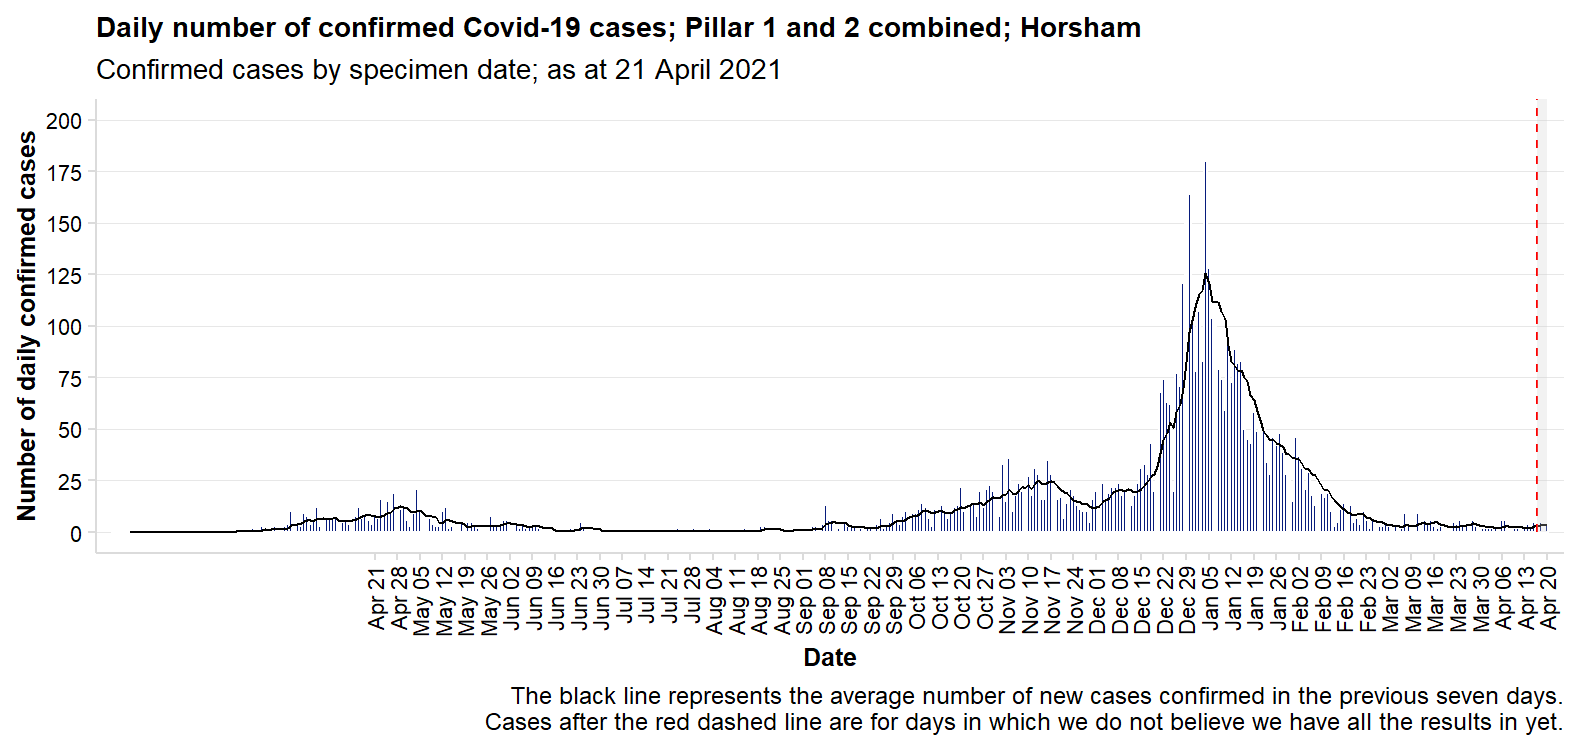 Daily number of confirmed Covid-19 cases; Pillar 1 and 2 combined; Horsham
Confirmed cases by specimen date; as at 21 April 2021
Number of daily confirmed cases
200
175
150
125
100
75
50
25
0
Apr 21
Apr 28
May 05
May 12
May 19
May 26
Jun 02
Jun 09
Jun 16
Jun 23
Jun 30
Jul 07
Jul 14
Jul 21
Jul 28
Aug 04
Aug 11
Aug 18
Aug 25
Sep 01
Sep 08
Sep 15
Sep 22
Sep 29
Oct 06
Oct 13
Oct 20
Oct 27
Nov 03
Nov 10
Nov 17
Nov 24
Dec 01
Dec 08
Dec 15
Dec 22
Dec 29
Jan 05
Jan 12
Jan 19
Jan 26
Feb 02
Feb 09
Feb 16
Feb 23
Mar 02
Mar 09
Mar 16
Mar 23
Mar 30
Apr 06
Apr 13
Apr 20
Date
The black line represents the average number of new cases confirmed in the previous seven days.
Cases after the red dashed line are for days in which we do not believe we have all the results in yet.